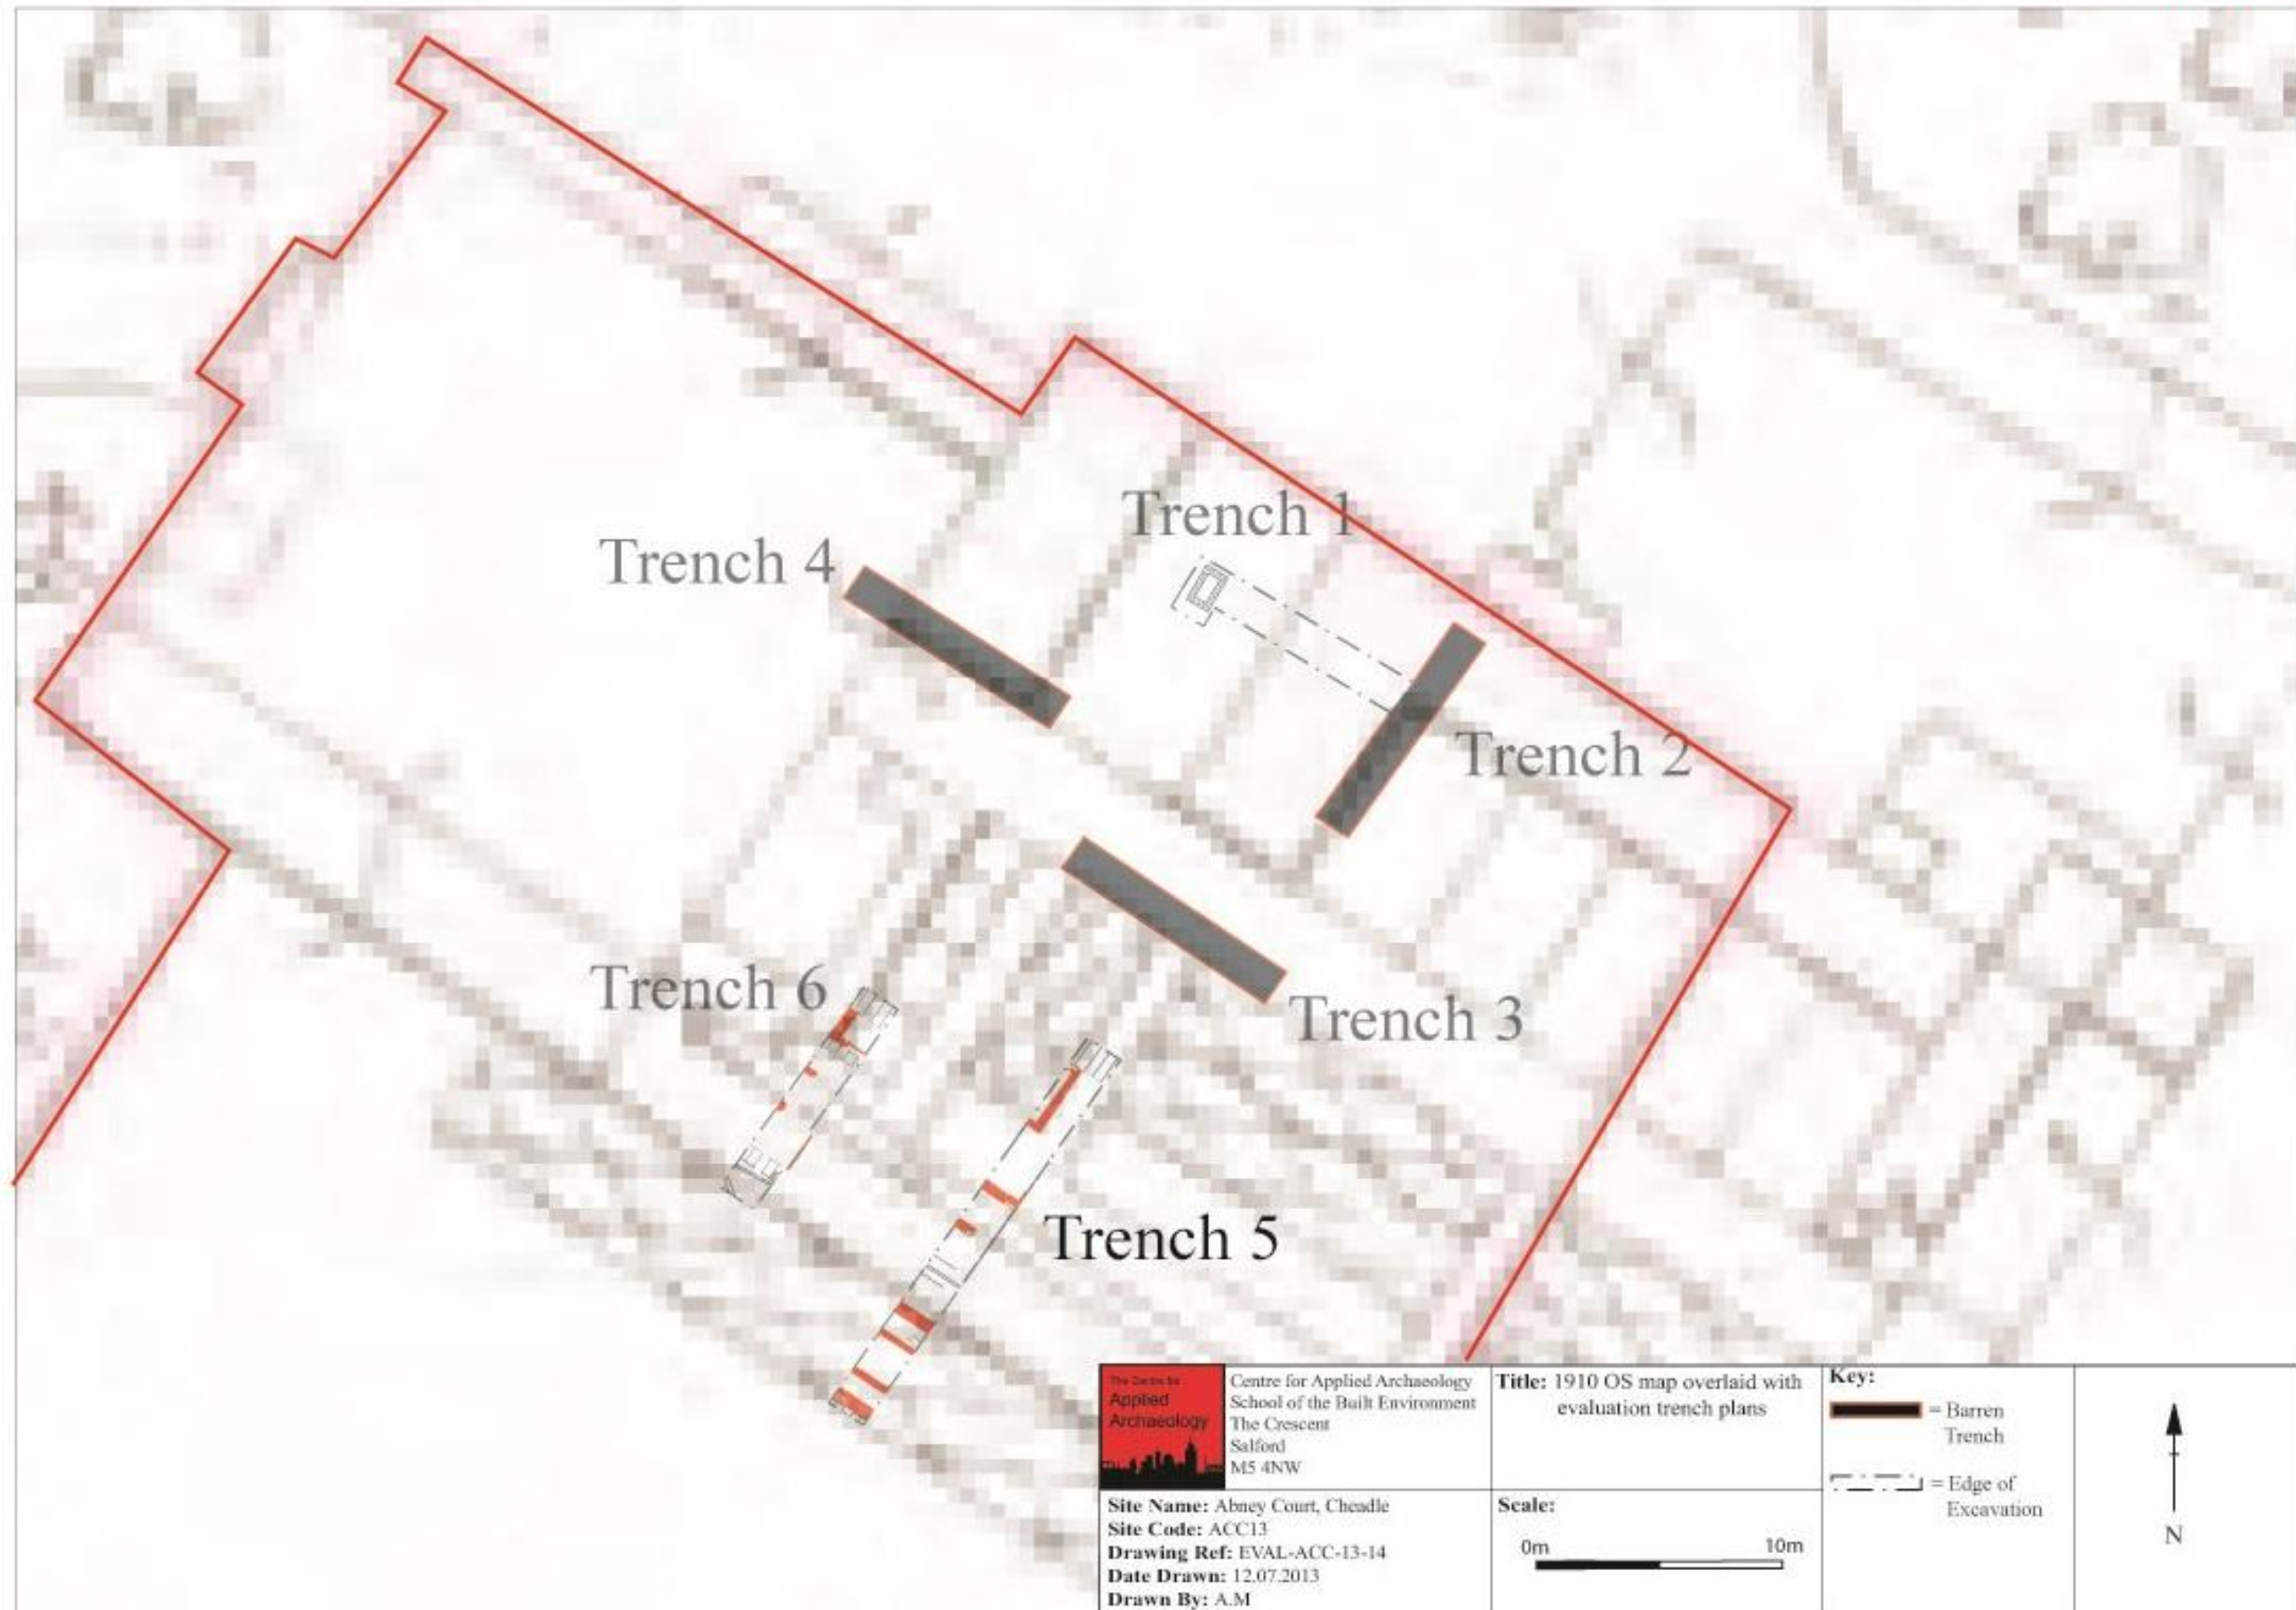 Trench 1
Trench 4
Trench 2
Trench 6
Trench 3
Trench 5
The Centre for
Applied
Archaeology
Centre for Applied Archaeology
School of the Built Environment
The Crescent
Salford
M5 4NW
Title: 1910 OS map overlaid with
evaluation trench plans
Key:
= Barren
Trench
= Edge of
Excavation
Site Name: Abney Court, Cheadle
Site Code: ACC13
Drawing Ref: EVAL-ACC-13-14
Date Drawn: 12.07.2013
Drawn By: A.M
Scale:
0m 10m
N